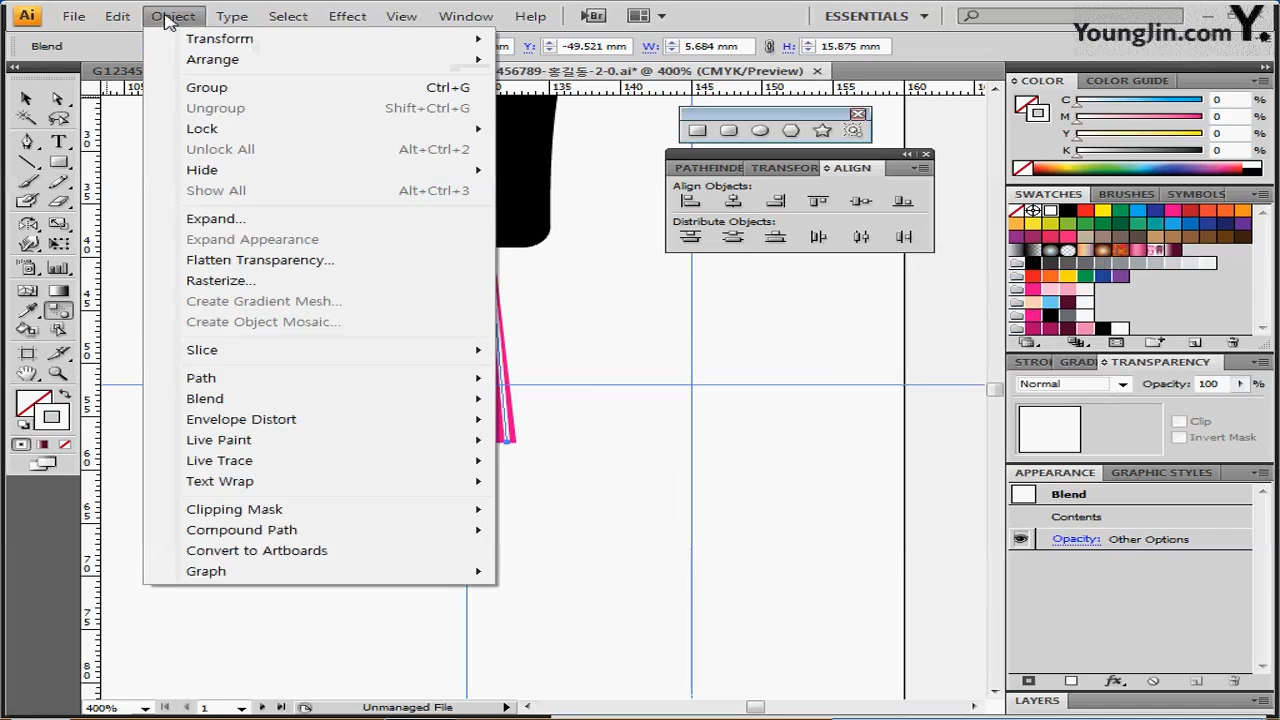 Ai File Edit Object Type Select Effect View Window Help Br ESSENTIALS
YoungJin.com Y.
Blend mm Y: -49.521 mm W: 5.684 mm H: 15.875 mm
G12345 456789-홍길동-2-0.ai* @ 400% (CMYK/Preview)
135 140 145 150 155 160 165
Transform
Arrange
Group Ctrl+G
Ungroup Shift+Ctrl+G
Lock
Unlock All Alt+Ctrl+2
Hide
Show All Alt+Ctrl+3
Expand...
Expand Appearance
Flatten Transparency...
Rasterize...
Create Gradient Mesh...
Create Object Mosaic...
Slice
Path
Blend
Envelope Distort
Live Paint
Live Trace
Text Wrap
Clipping Mask
Compound Path
Convert to Artboards
Graph
PATHFINDE TRANSFOR ALIGN
Align Objects:
Distribute Objects:
COLOR COLOR GUIDE
C 0 %
M 0 %
Y 0 %
K 0 %
SWATCHES BRUSHES SYMBOLS
STRO GRADI TRANSPARENCY
Normal Opacity: 100 %
Clip
Invert Mask
APPEARANCE GRAPHIC STYLES
Blend
Contents
Opacity: Other Options
LAYERS
400% 1 Unmanaged File